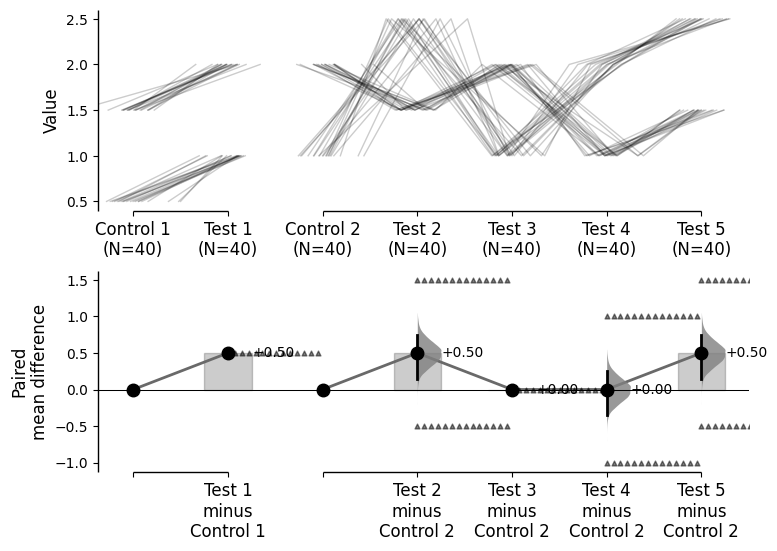 2.5
2.0
1.5
1.0
0.5
Value
Control 1 Test 1 Control 2 Test 2 Test 3 Test 4 Test 5
(N=40) (N=40) (N=40) (N=40) (N=40) (N=40) (N=40)
1.5
1.0
0.5
0.0
−0.5
−1.0
Paired
mean difference
+0.50 +0.50 +0.00 +0.00 +0.50
Test 1 Test 2 Test 3 Test 4 Test 5
minus minus minus minus minus
Control 1 Control 2 Control 2 Control 2 Control 2